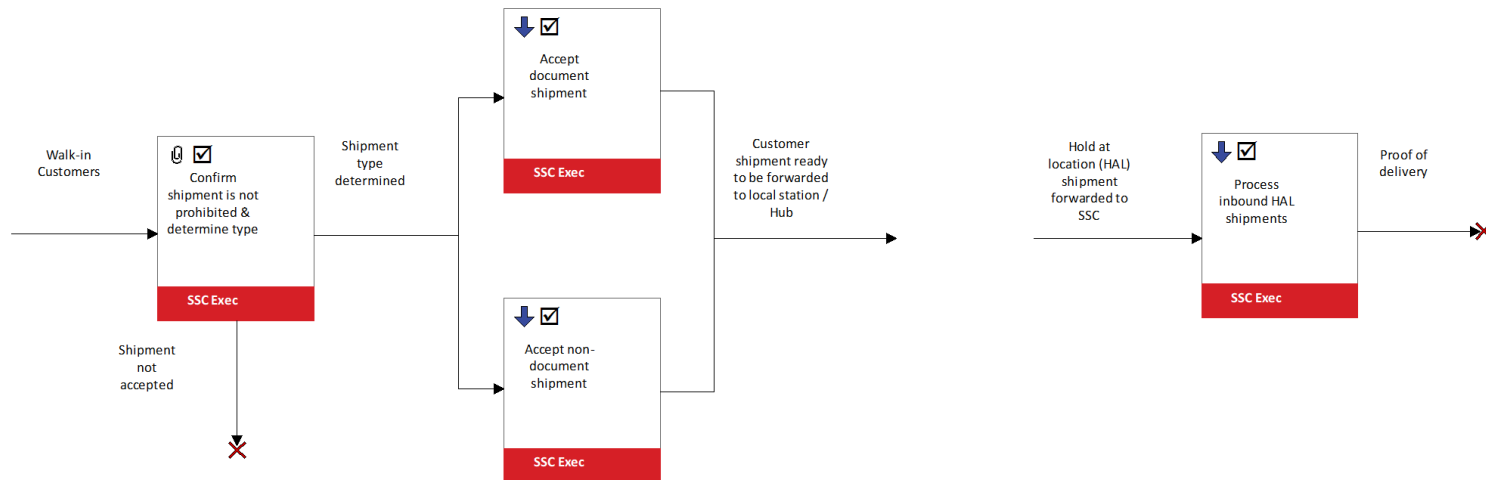 Walk-in
Customers
Confirm
shipment is not
prohibited &
determine type
SSC Exec
Shipment
not
accepted
Shipment
type
determined
Accept
document
shipment
SSC Exec
Accept non-
document
shipment
SSC Exec
Customer
shipment ready
to be forwarded
to local station /
Hub
Hold at
location (HAL)
shipment
forwarded to
SSC
Process
inbound HAL
shipments
SSC Exec
Proof of
delivery